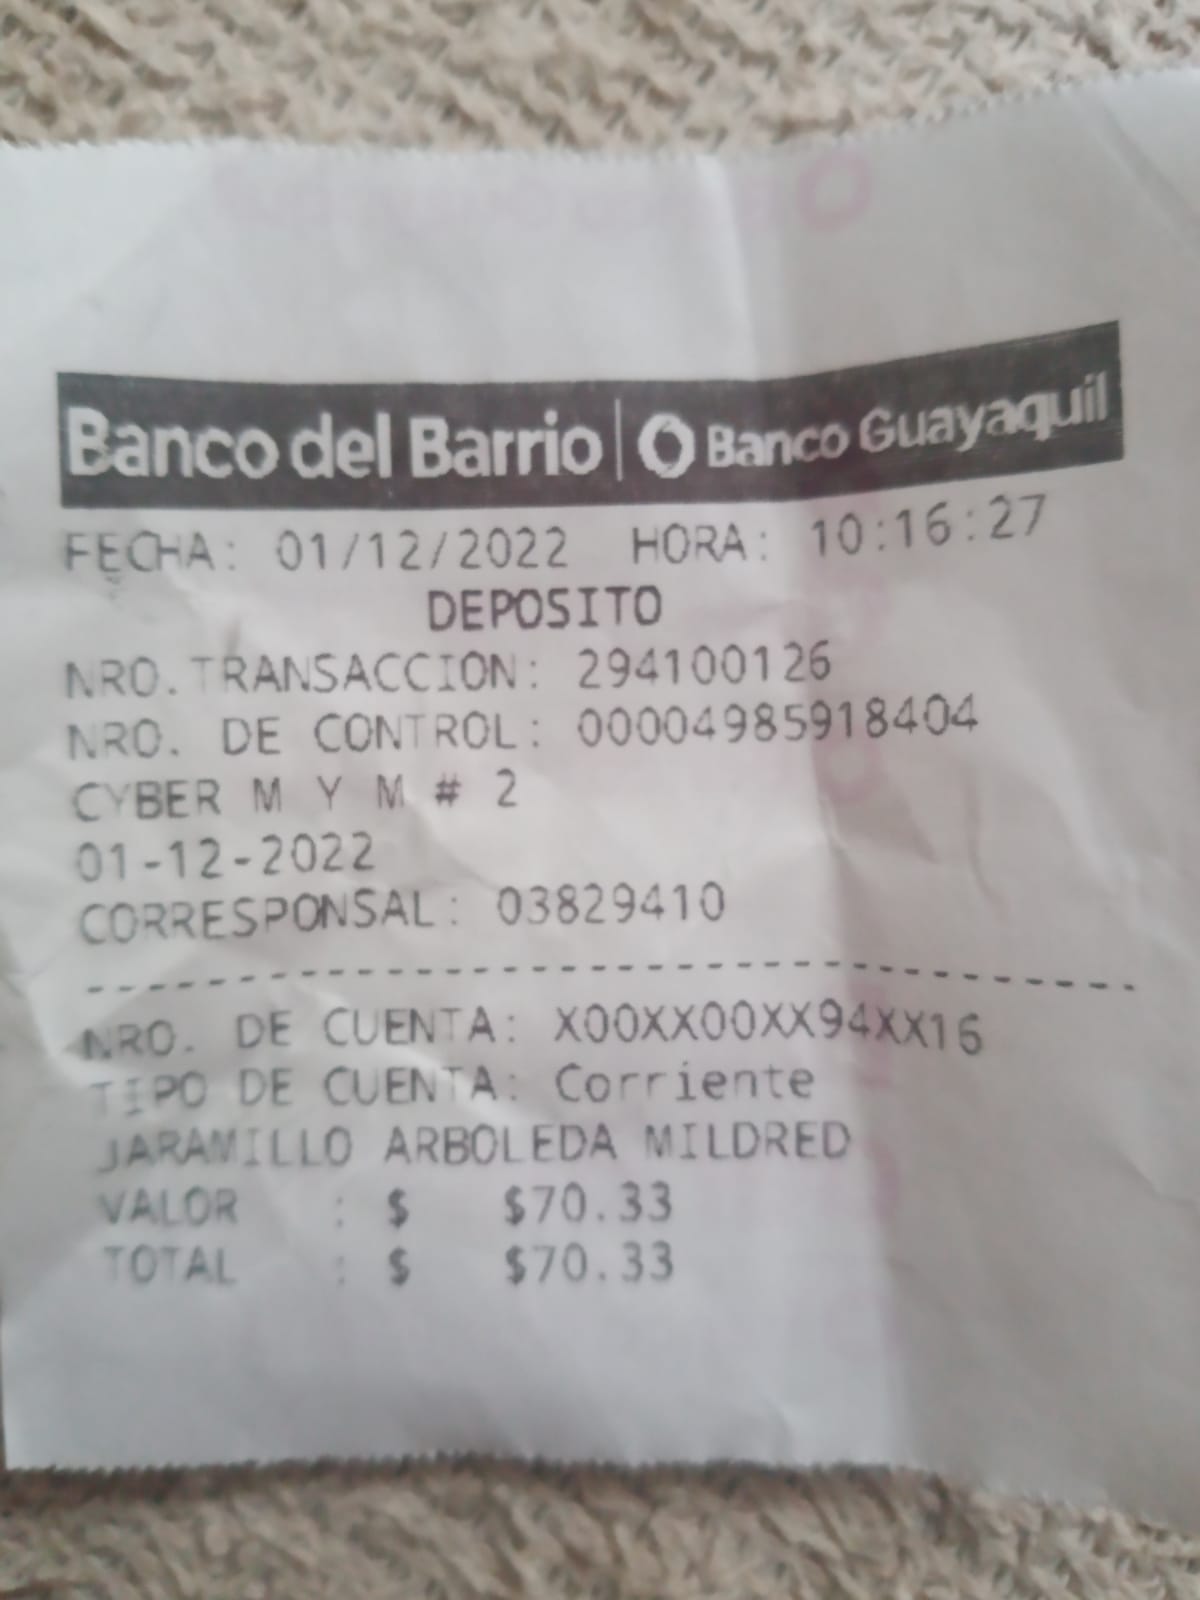 Banco del Barrio | Banco Guayaquil
FECHA: 01/12/2022 HORA: 10:16:27
DEPOSITO
NRO.TRANSACCION: 294100126
NRO. DE CONTROL: 00004985918404
CYBER M Y M # 2
01-12-2022
CORRESPONSAL: 03829410
NRO. DE CUENTA: X00XX00XX94XX16
TIPO DE CUENTA: Corriente
JARAMILLO ARBOLEDA MILDRED
VALOR : $ $70.33
TOTAL : $ $70.33